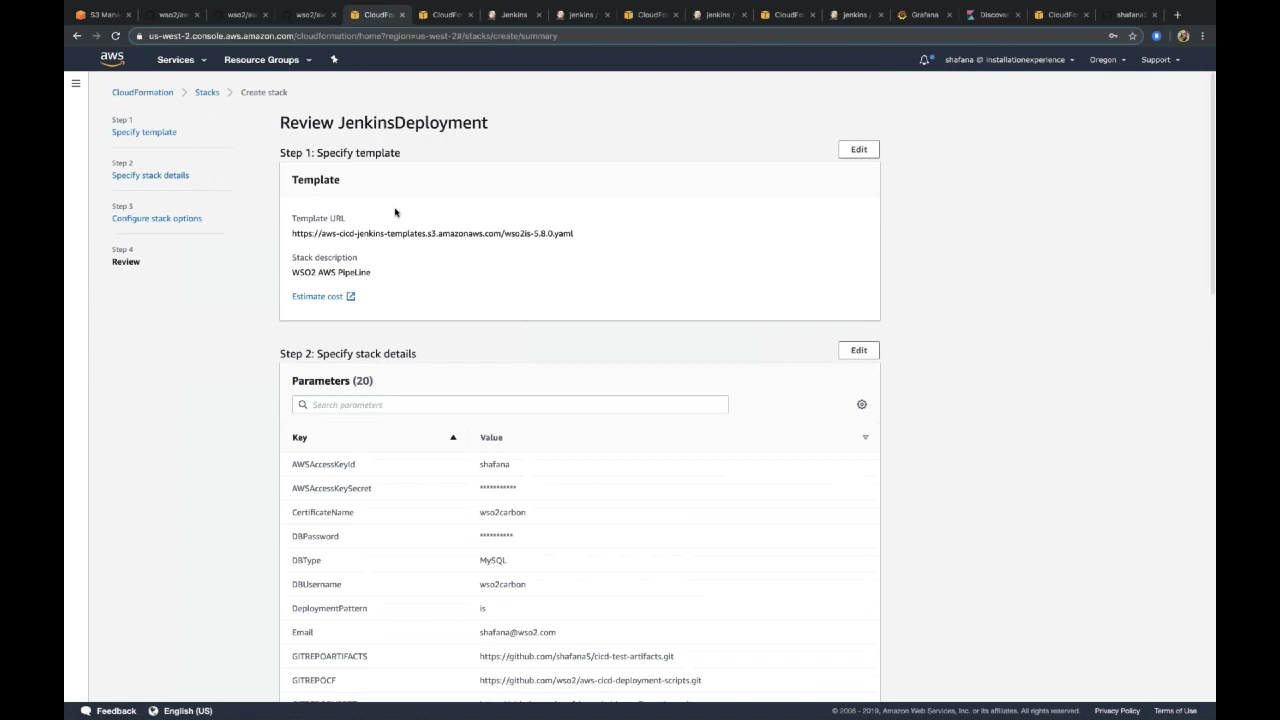 S3 Mana
wso2/aw
wso2/aw
wso2/aw
CloudFo
CloudFo
Jenkins
jenkins /
CloudFo
jenkins /
CloudFo
jenkins /
Grafana
Discove
CloudFo
shafana
us-west-2.console.aws.amazon.com/cloudformation/home?region=us-west-2#/stacks/create/summary
aws
Services
Resource Groups
shafana @ installationexperience
Oregon
Support
CloudFormation
Stacks
Create stack
Step 1
Specify template
Step 2
Specify stack details
Step 3
Configure stack options
Step 4
Review
Review JenkinsDeployment
Step 1: Specify template
Edit
Template
Template URL
https://aws-cicd-jenkins-templates.s3.amazonaws.com/wso2is-5.8.0.yaml
Stack description
WSO2 AWS PipeLine
Estimate cost
Step 2: Specify stack details
Edit
Parameters (20)
Search parameters
Key Value
AWSAccessKeyId shafana
AWSAccessKeySecret ***********
CertificateName wso2carbon
DBPassword **********
DBType MySQL
DBUsername wso2carbon
DeploymentPattern is
Email shafana@wso2.com
GITREPOARTIFACTS https://github.com/shafanaS/cicd-test-artifacts.git
GITREPOCF https://github.com/wso2/aws-cicd-deployment-scripts.git
Feedback
English (US)
© 2008 - 2019, Amazon Web Services, Inc. or its affiliates. All rights reserved.
Privacy Policy
Terms of Use